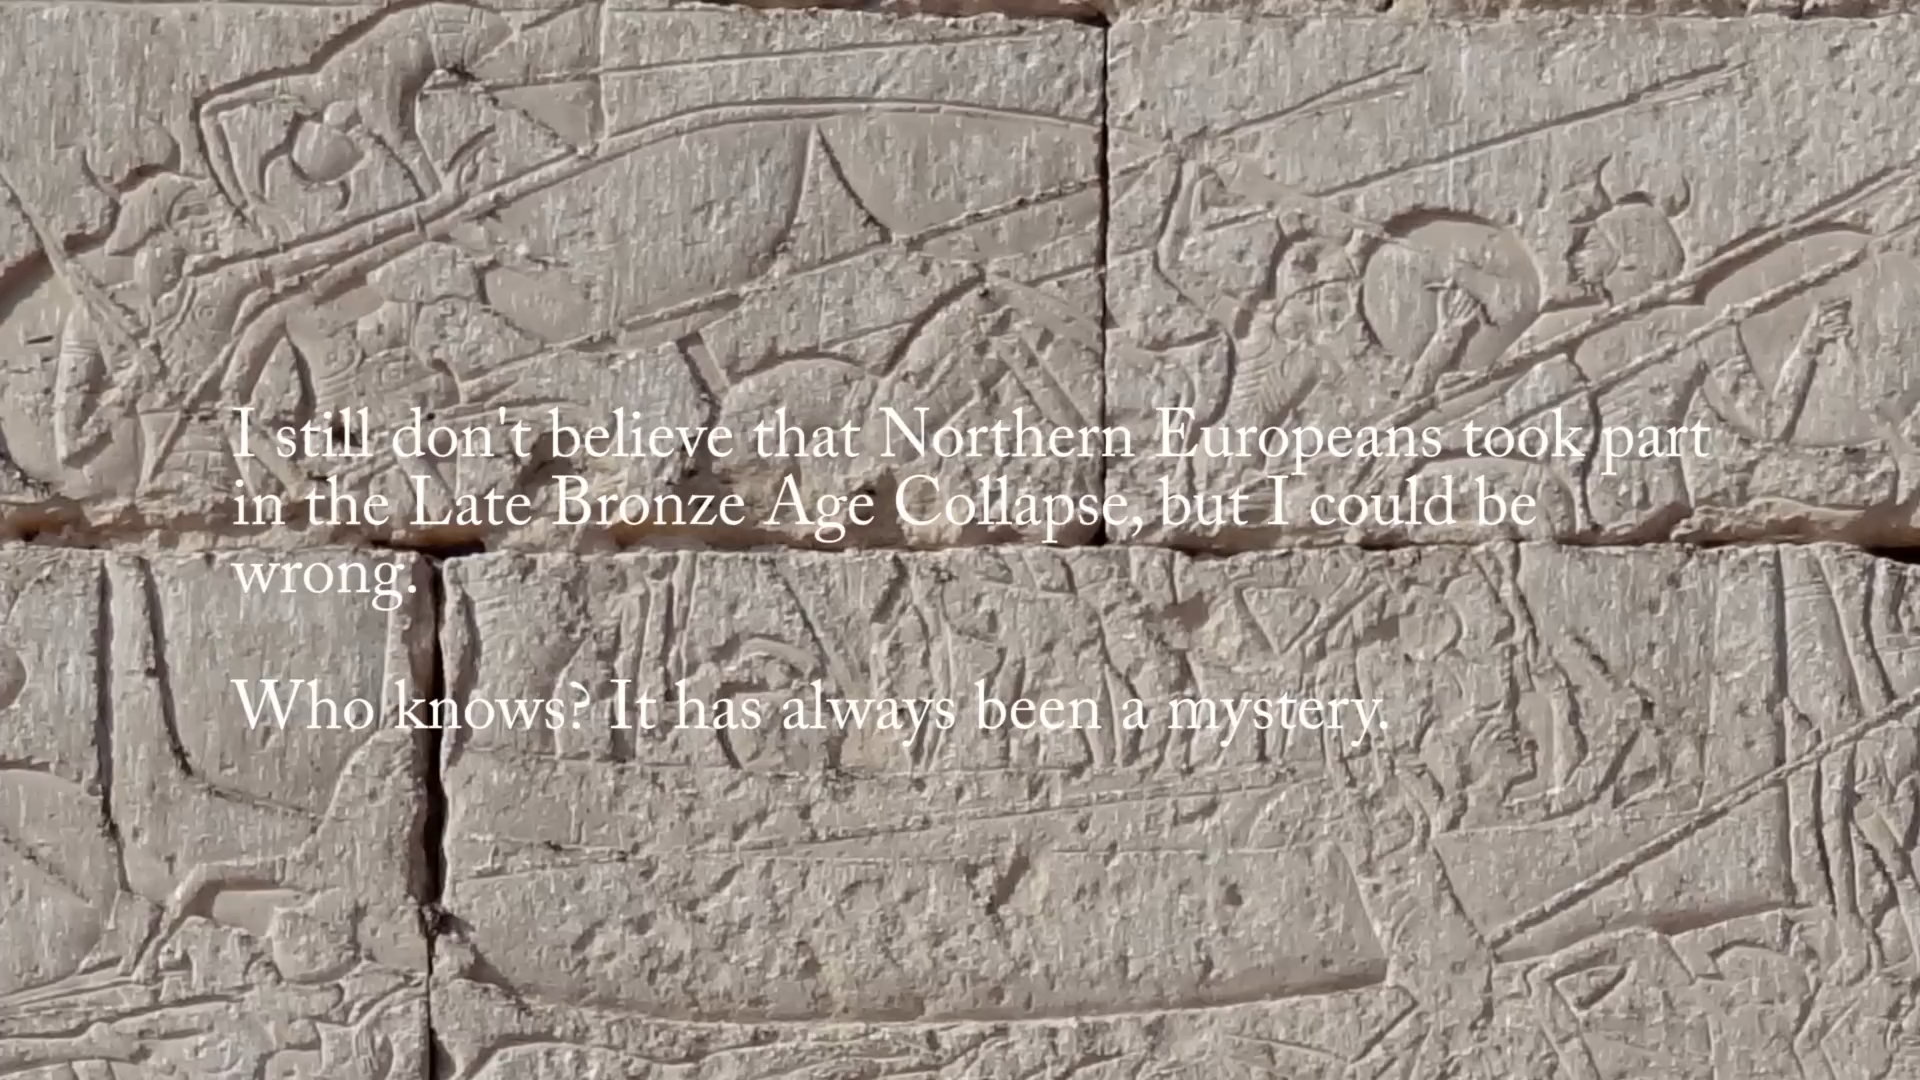 I still don't believe that Northern Europeans took part
in the Late Bronze Age Collapse, but I could be
wrong.
Who knows? It has always been a mystery.